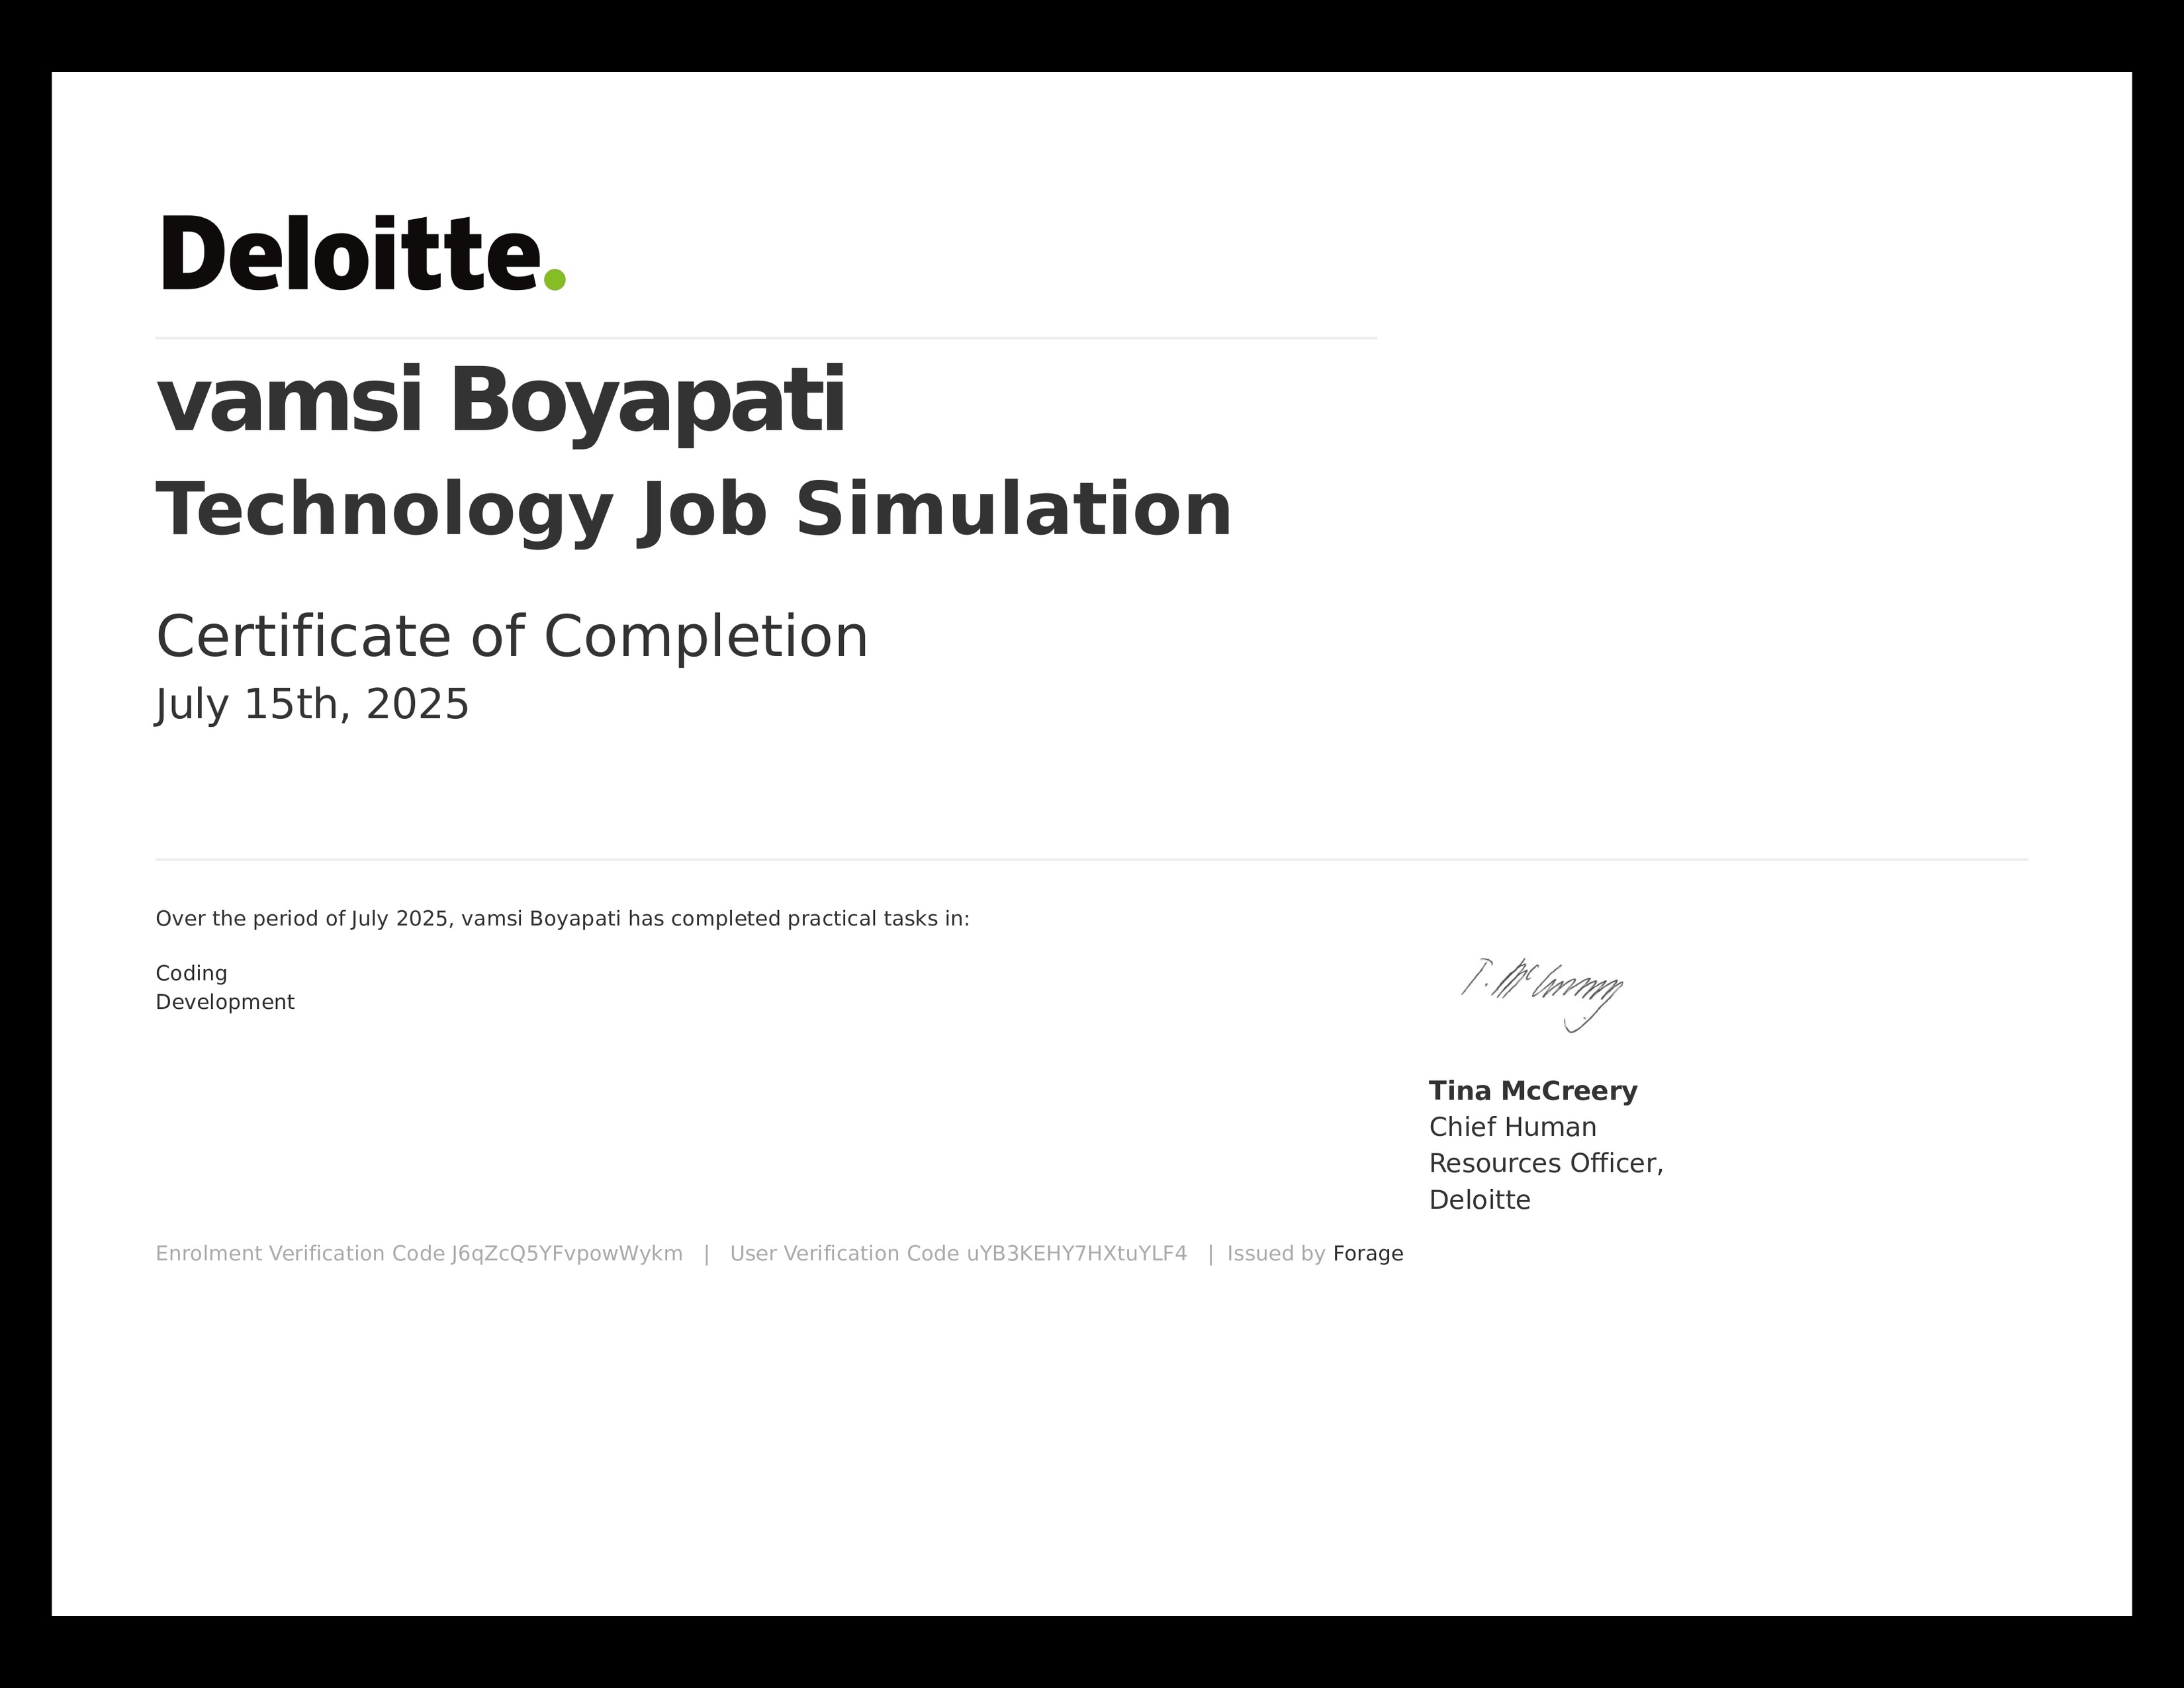 Deloitte.
vamsi Boyapati
Technology Job Simulation
Certificate of Completion
July 15th, 2025
Over the period of July 2025, vamsi Boyapati has completed practical tasks in:
Coding
Development
T. McCreery
Tina McCreery
Chief Human
Resources Officer,
Deloitte
Enrolment Verification Code J6qZcQ5YFvpowWykm | User Verification Code uYB3KEHY7HXtuYLF4 | Issued by Forage